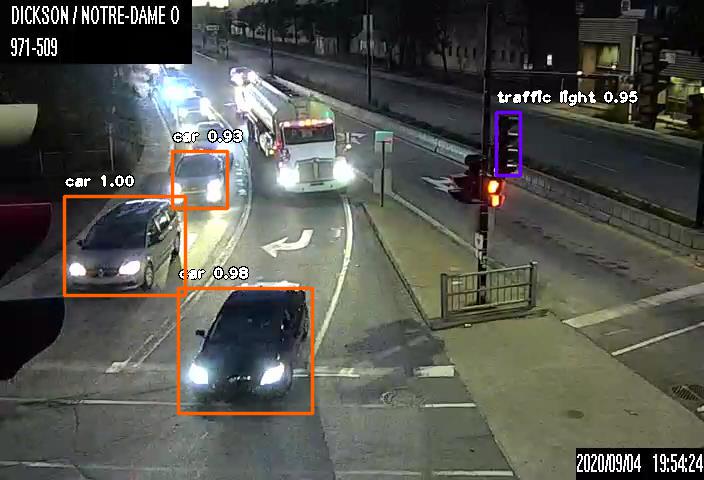 DICKSON / NOTRE-DAME O
971-509
traffic light 0.95
car 0.93
car 1.00
car 0.98
2020/09/04 19:54:24